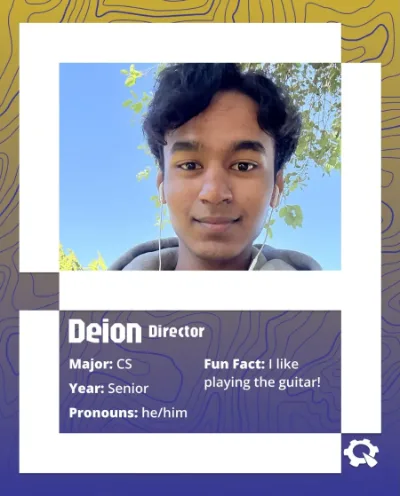 Deion Director
Major: CS
Year: Senior
Pronouns: he/him
Fun Fact: I like
playing the guitar!